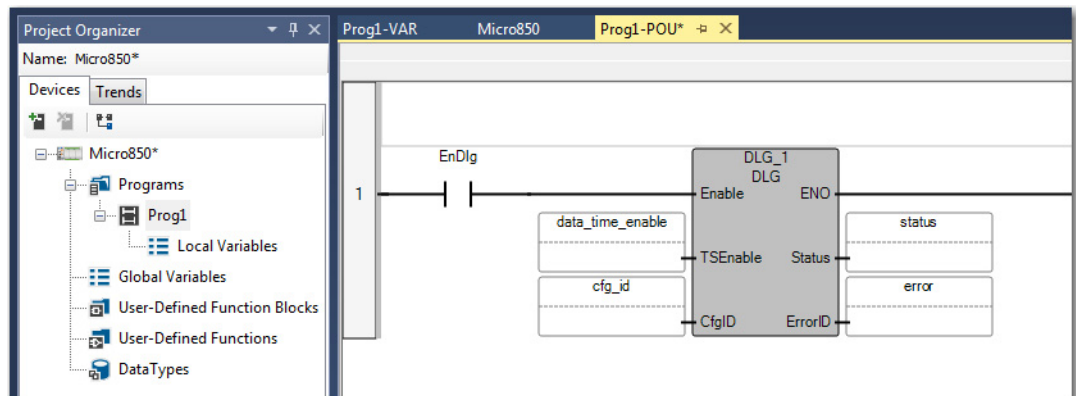 Project Organizer
Name: Micro850*
Devices Trends
Micro850*
Programs
Prog1
Local Variables
Global Variables
User-Defined Function Blocks
User-Defined Functions
DataTypes
Prog1-VAR Micro850 Prog1-POU*
1
EnDlg
DLG_1
DLG
Enable ENO
data_time_enable
status
TSEnable Status
cfg_id
error
CfgID ErrorID